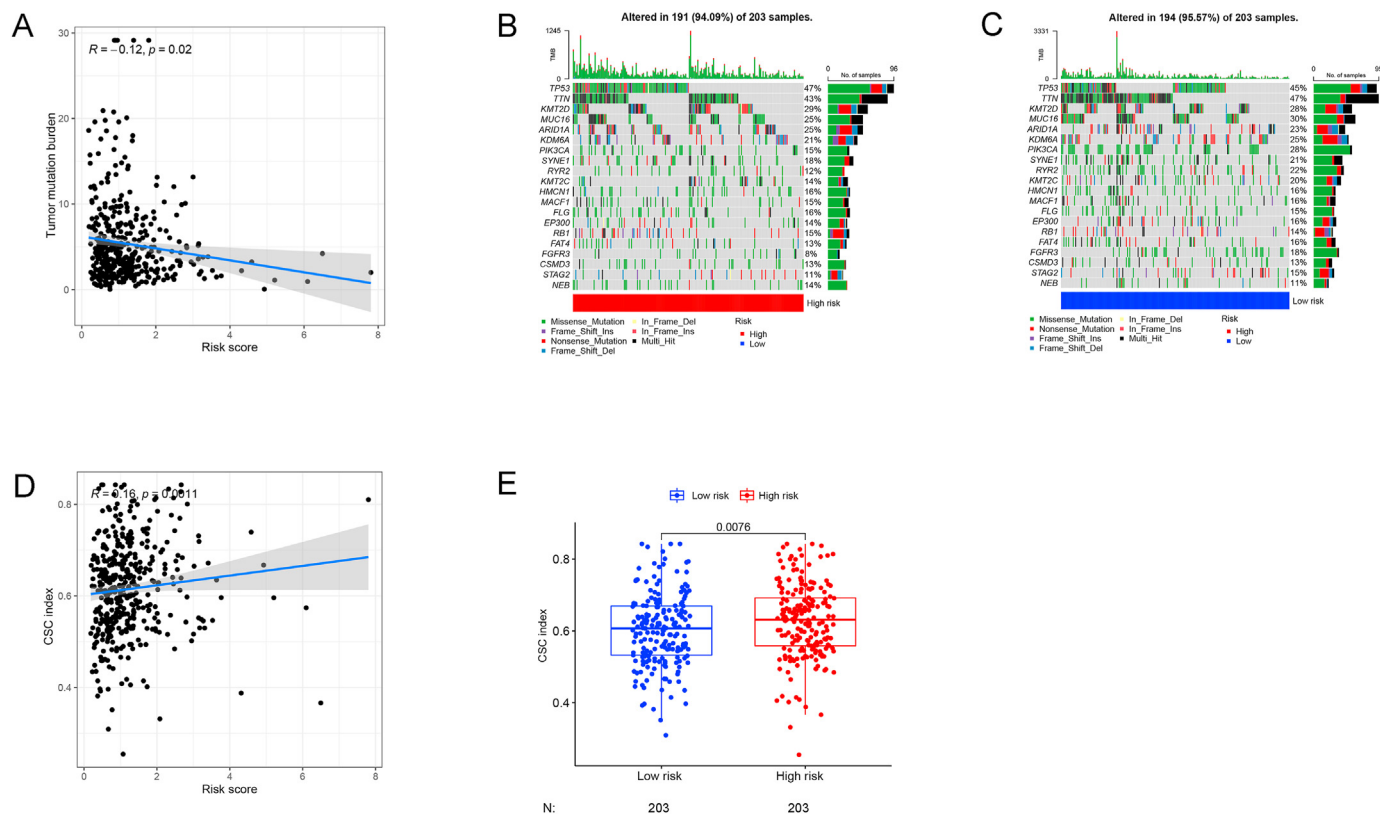 A
R = −0.12, p = 0.02
30
20
10
0
Tumor mutation burden
0
2
4
6
8
Risk score
B
Altered in 191 (94.09%) of 203 samples.
1245
0
TMB
0
96
No. of samples
TP53 47%
TTN 43%
KMT2D 29%
MUC16 25%
ARID1A 25%
KDM6A 21%
PIK3CA 15%
SYNE1 18%
RYR2 12%
KMT2C 14%
HMCN1 16%
MACF1 15%
FLG 16%
EP300 14%
RB1 14%
FAT4 13%
FGFR3 8%
CSMD3 13%
STAG2 11%
NEB 14%
High risk
Missense_Mutation
Frame_Shift_Ins
Nonsense_Mutation
Frame_Shift_Del
In_Frame_Del
In_Frame_Ins
Multi_Hit
Risk
High
Low
C
Altered in 194 (95.57%) of 203 samples.
3331
0
TMB
0
95
No. of samples
TP53 45%
TTN 47%
KMT2D 28%
MUC16 30%
ARID1A 23%
KDM6A 25%
PIK3CA 28%
SYNE1 21%
RYR2 22%
KMT2C 20%
HMCN1 16%
MACF1 16%
FLG 15%
EP300 16%
RB1 14%
FAT4 16%
FGFR3 18%
CSMD3 13%
STAG2 15%
NEB 11%
Low risk
Missense_Mutation
Nonsense_Mutation
Frame_Shift_Ins
Frame_Shift_Del
In_Frame_Del
In_Frame_Ins
Multi_Hit
Risk
High
Low
D
R = 0.16, p = 0.0011
0.8
0.6
0.4
CSC index
0
2
4
6
8
Risk score
E
Low risk
High risk
0.0076
0.8
0.6
0.4
CSC index
Low risk
High risk
N: 203 203